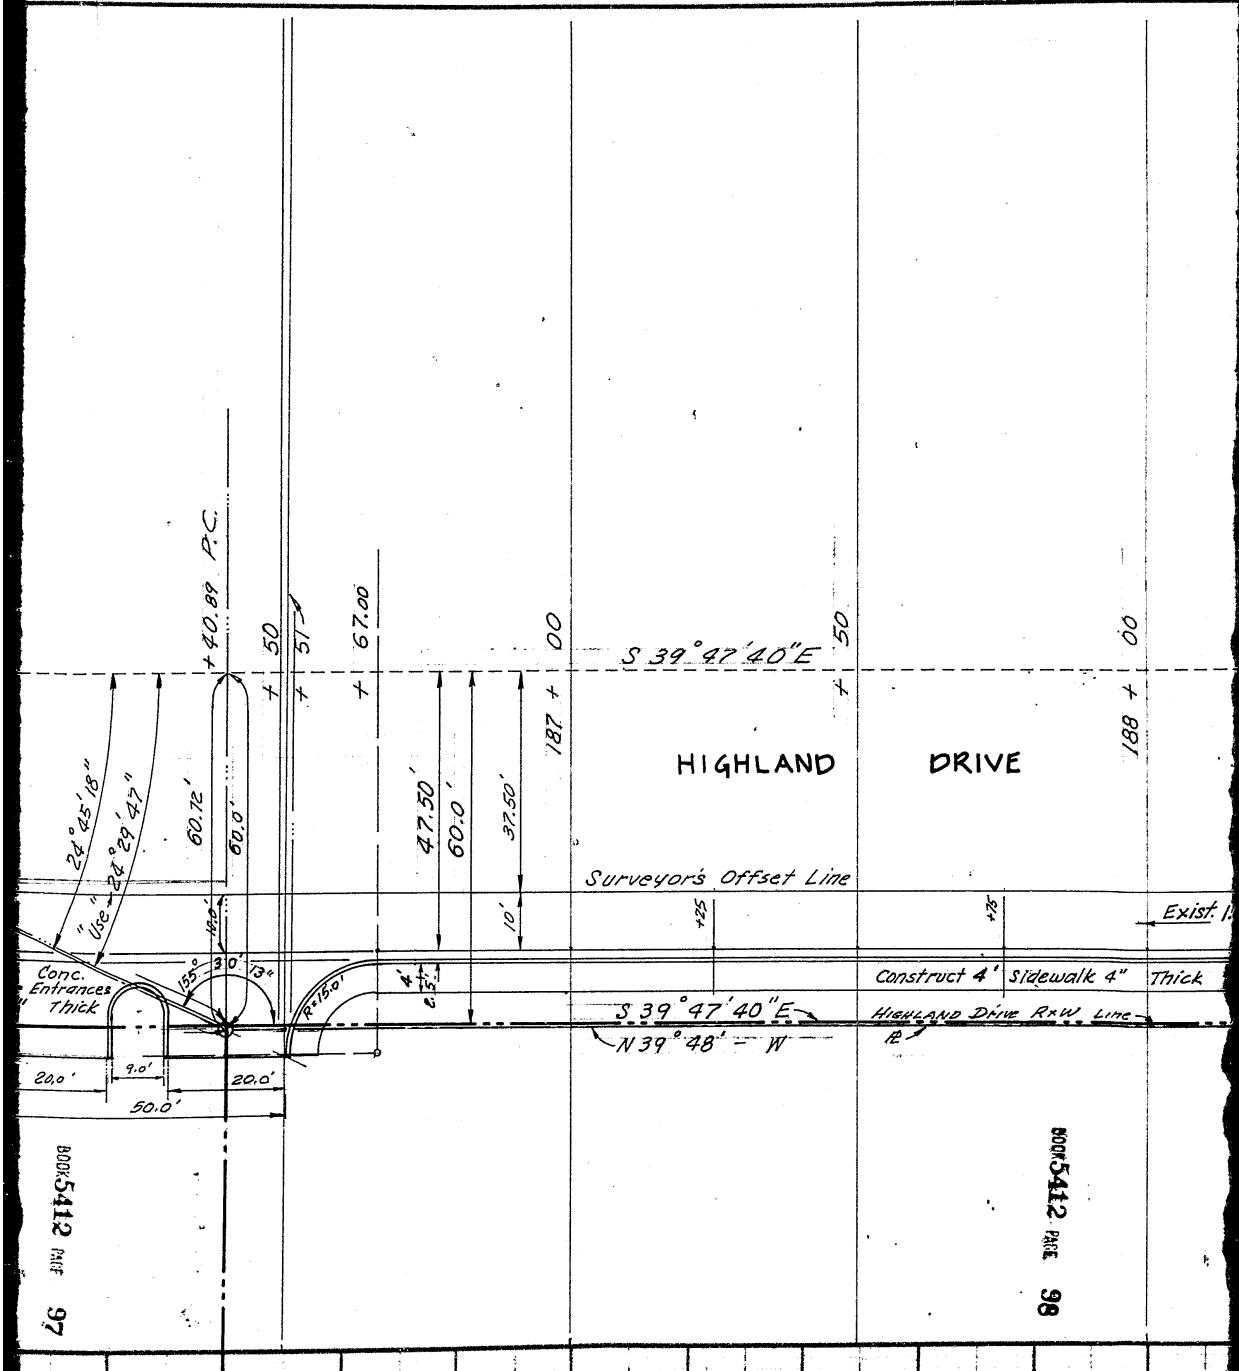 +40.89 P.C.
+ 50
+ 51
+ 67.00
187 + 00
S 39°47'40"E
+ 50
188 + 00
HIGHLAND DRIVE
24°45'18"
"Use" 24°29'47"
60.72'
60.0'
47.50'
60.0'
37.50'
Surveyor's Offset Line
10.0'
10'
+25
+75
Exist.
155° 30' 13"
R=15.0'
4'
2.5'
Conc.
Entrances
Thick
Construct 4' Sidewalk 4" Thick
S 39°47'40"E
HIGHLAND Drive R×W Line
N 39°48' - W
20.0'
9.0'
20.0'
50.0'
BOOK 5412 PAGE 97
BOOK 5412 PAGE 98